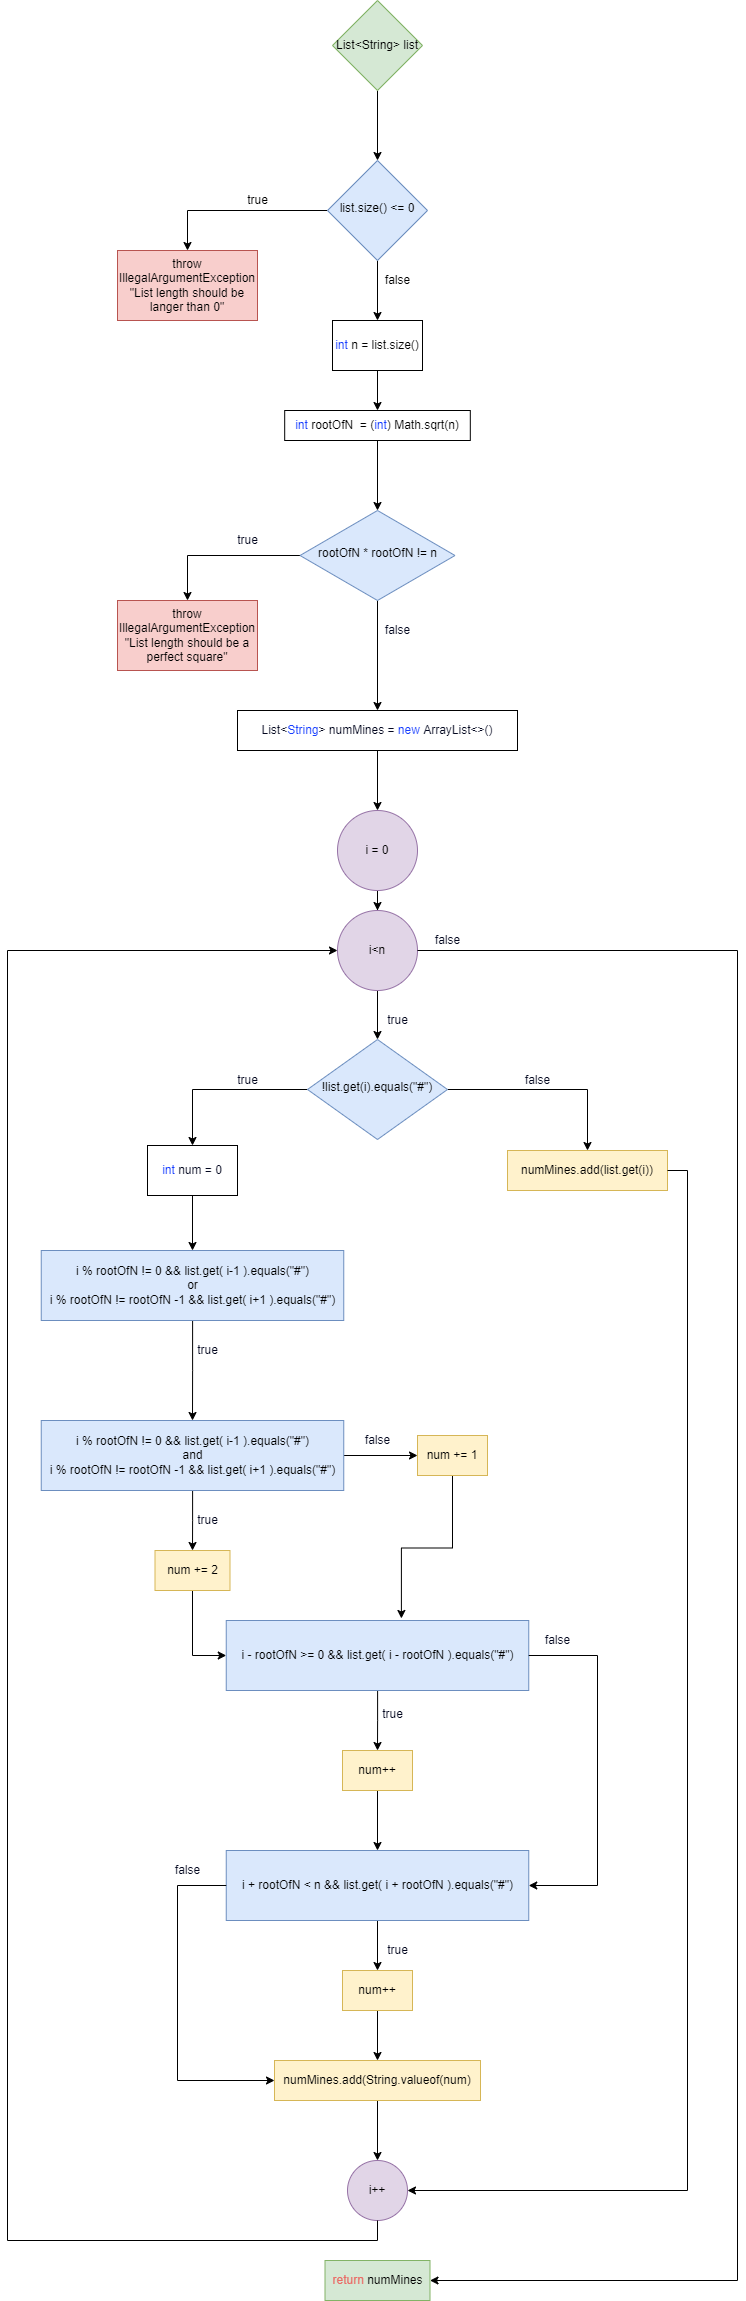 List<String> list
list.size() <= 0
true
throw
IllegalArgumentException
"List length should be
langer than 0"
false
int n = list.size()
int rootOfN  = (int) Math.sqrt(n)
rootOfN * rootOfN != n
true
throw
IllegalArgumentException
"List length should be a
perfect square"
false
List<String> numMines = new ArrayList<>()
i = 0
i<n
false
true
!list.get(i).equals("#")
true
false
int num = 0
numMines.add(list.get(i))
i % rootOfN != 0 && list.get( i-1 ).equals("#")
or
i % rootOfN != rootOfN -1 && list.get( i+1 ).equals("#")
true
i % rootOfN != 0 && list.get( i-1 ).equals("#")
and
i % rootOfN != rootOfN -1 && list.get( i+1 ).equals("#")
false
num += 1
true
num += 2
i - rootOfN >= 0 && list.get( i - rootOfN ).equals("#")
false
true
num++
i + rootOfN < n && list.get( i + rootOfN ).equals("#")
false
true
num++
numMines.add(String.valueof(num)
i++
return numMines